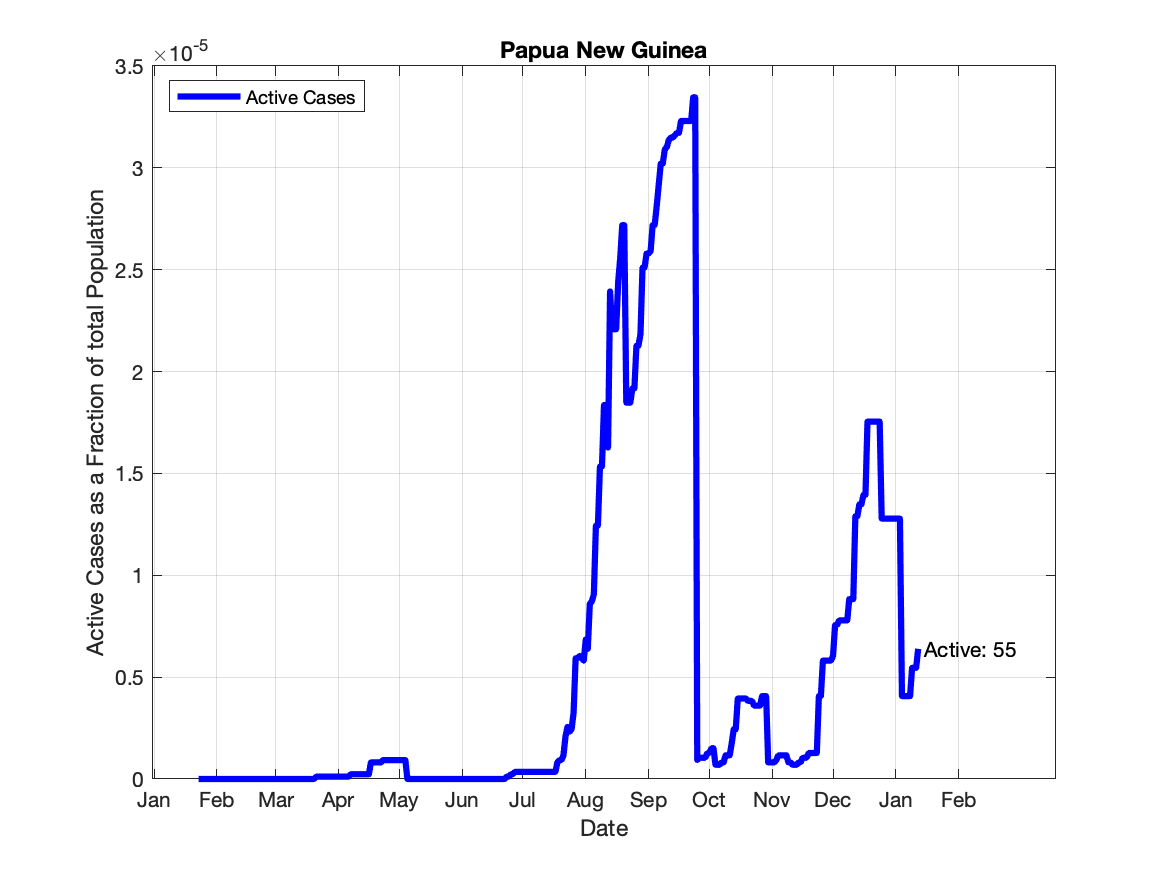 Papua New Guinea
×10^-5
Active Cases
3.5
3
2.5
2
1.5
1
0.5
0
Active Cases as a Fraction of total Population
Active: 55
Jan Feb Mar Apr May Jun Jul Aug Sep Oct Nov Dec Jan Feb
Date